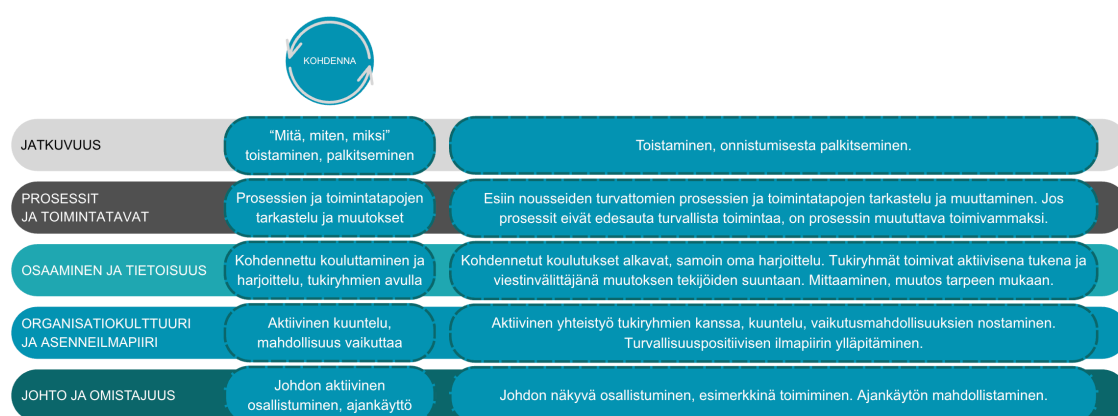 KOHDENNA
JATKUVUUS
“Mitä, miten, miksi”
toistaminen, palkitseminen
Toistaminen, onnistumisesta palkitseminen.
PROSESSIT
JA TOIMINTATAVAT
Prosessien ja toimintatapojen
tarkastelu ja muutokset
Esiin nousseiden turvattomien prosessien ja toimintatapojen tarkastelu ja muuttaminen. Jos
prosessit eivät edesauta turvallista toimintaa, on prosessin muututtava toimivammaksi.
OSAAMINEN JA TIETOISUUS
Kohdennettu kouluttaminen ja
harjoittelu, tukiryhmien avulla
Kohdennetut koulutukset alkavat, samoin oma harjoittelu. Tukiryhmät toimivat aktiivisena tukena ja
viestinvälittäjänä muutoksen tekijöiden suuntaan. Mittaaminen, muutos tarpeen mukaan.
ORGANISATIOKULTTUURI
JA ASENNEILMAPIIRI
Aktiivinen kuuntelu,
mahdollisuus vaikuttaa
Aktiivinen yhteistyö tukiryhmien kanssa, kuuntelu, vaikutusmahdollisuuksien nostaminen.
Turvallisuuspositiivisen ilmapiirin ylläpitäminen.
JOHTO JA OMISTAJUUS
Johdon aktiivinen
osallistuminen, ajankäyttö
Johdon näkyvä osallistuminen, esimerkkinä toimiminen. Ajankäytön mahdollistaminen.